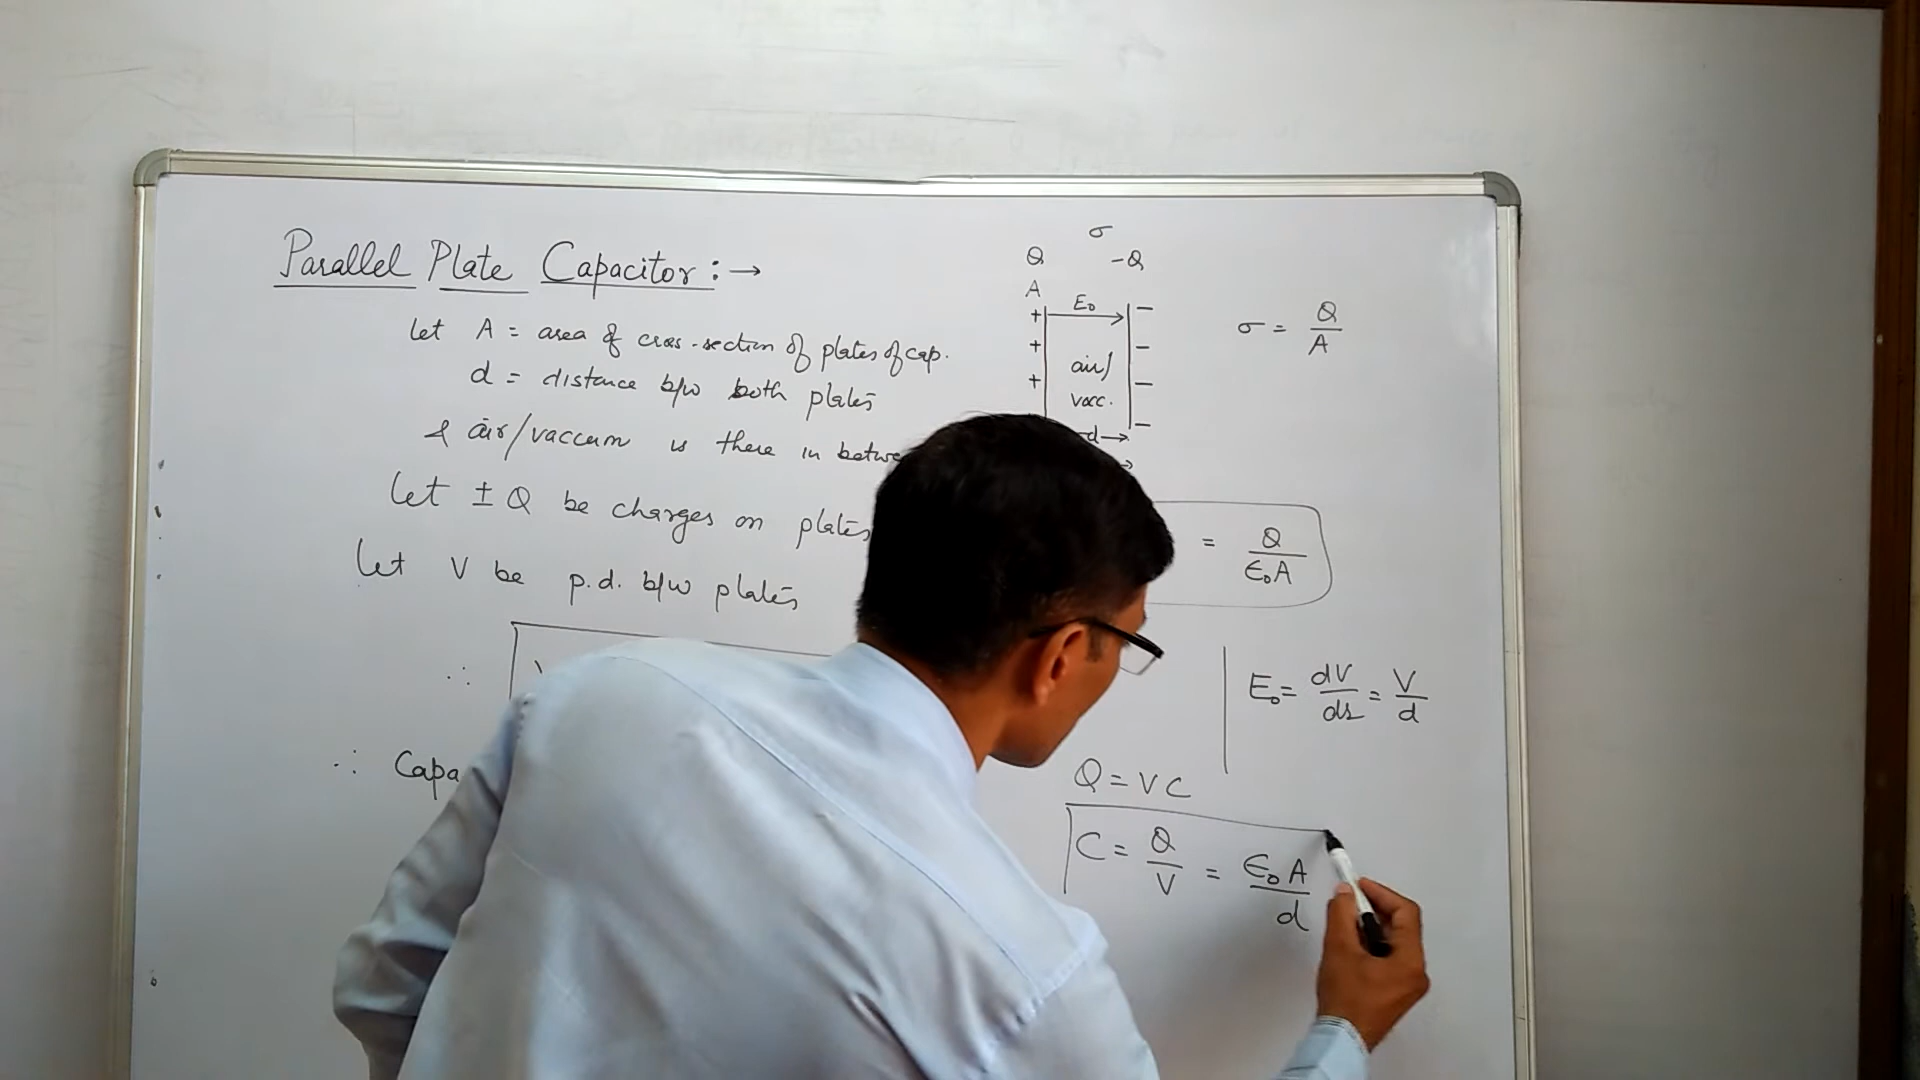 Parallel Plate Capacitor :→
let A = area of cross-section of plates of cap.
d = distance b/w both plates
& air/vaccum is there in betwe
Let ± Q be charges on plates
Let V be p.d. b/w plates
∴
∴ Capa
σ
Q -Q
A
E₀
+ −
+ −
+ −
−
air/
vacc.
d→
σ = Q/A
= Q/ε₀A
E₀ = dV/dr = V/d
Q = VC
C = Q/V = ε₀A/d